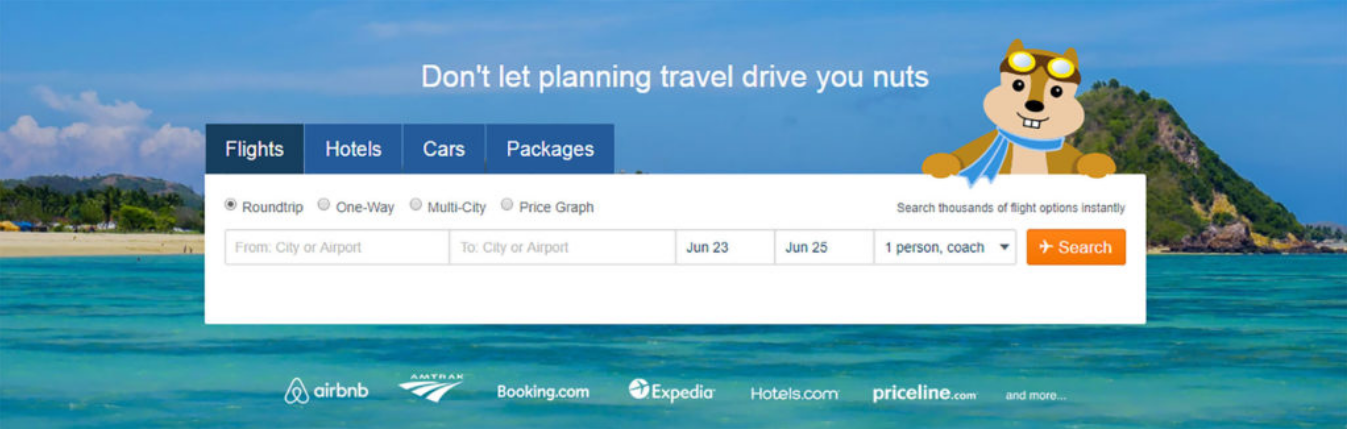 Don't let planning travel drive you nuts
Flights Hotels Cars Packages
Roundtrip One-Way Multi-City Price Graph Search thousands of flight options instantly
From: City or Airport To: City or Airport Jun 23 Jun 25 1 person, coach Search
airbnb AMTRAK Booking.com Expedia Hotels.com priceline.com and more...